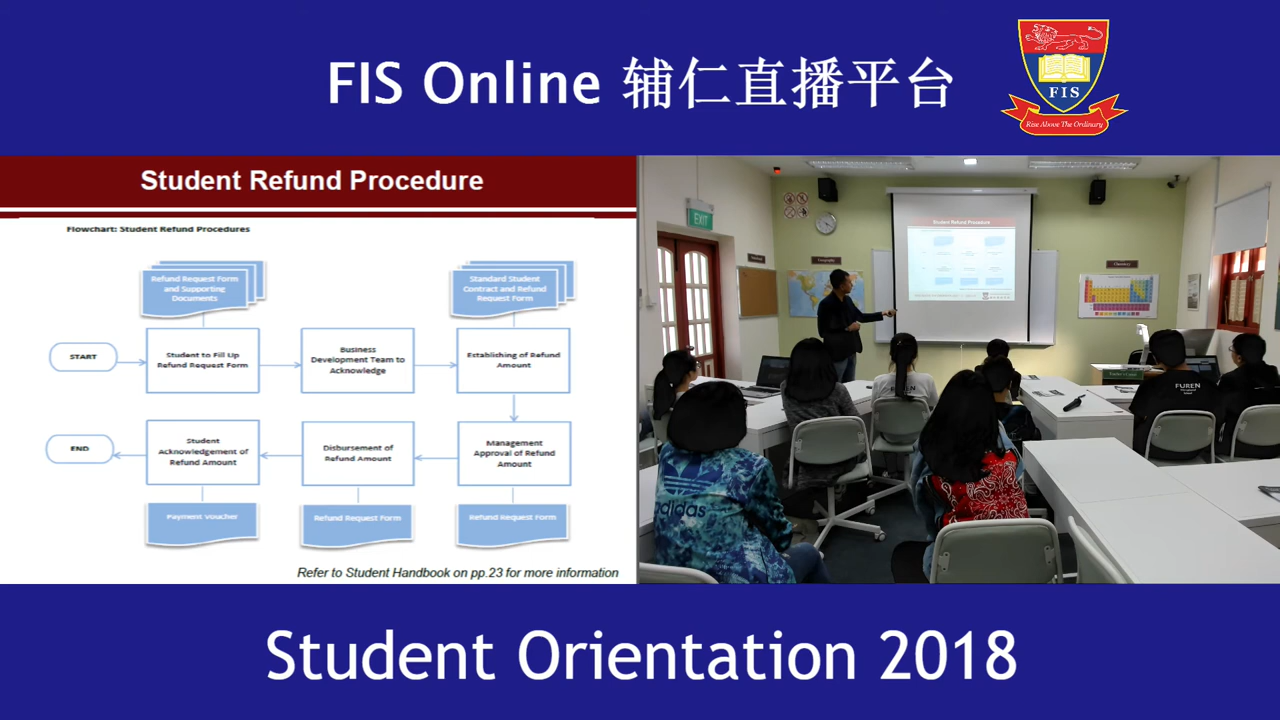 FIS Online 辅仁直播平台
FIS
Rise Above The Ordinary
Student Refund Procedure
Flowchart: Student Refund Procedures
Refund Request Form
and Supporting
Documents
Standard Student
Contract and Refund
Request Form
START
Student to Fill Up
Refund Request Form
Business
Development Team to
Acknowledge
Establishing of Refund
Amount
END
Student
Acknowledgement of
Refund Amount
Disbursement of
Refund Amount
Management
Approval of Refund
Amount
Payment Voucher
Refund Request Form
Refund Request Form
Refer to Student Handbook on pp.23 for more information
EXIT
Student Refund Procedure
Geography
Chemistry
adidas
FUREN
FUREN
Student Orientation 2018